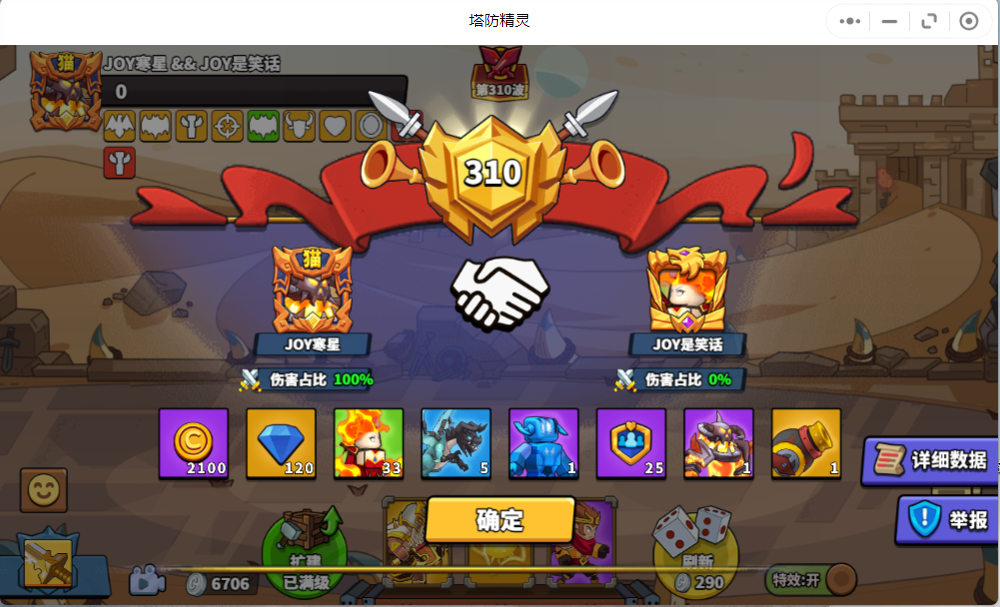 塔防精灵
猫
JOY寒星 && JOY是笑话
0
第310波
310
猫
JOY寒星
JOY是笑话
伤害占比 100%
伤害占比 0%
2100
120
33
5
1
25
1
1
详细数据
确定
举报
扩建
已满级
刷新
6706
290
特效:开